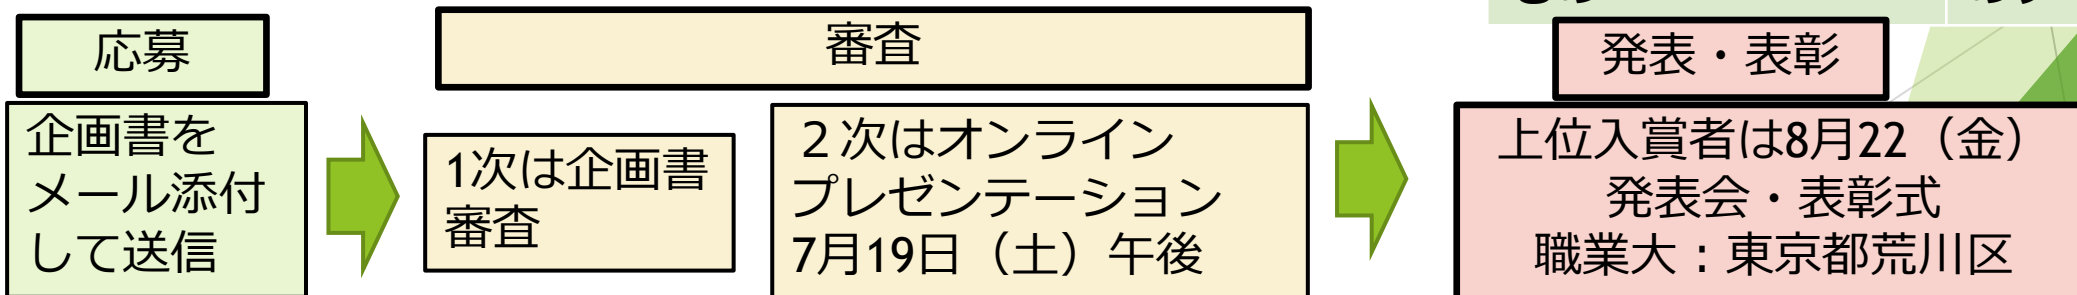 応募
企画書を
メール添付
して送信
審査
1次は企画書
審査
２次はオンライン
プレゼンテーション
7月19日（土）午後
発表・表彰
上位入賞者は8月22（金）
発表会・表彰式
職業大：東京都荒川区